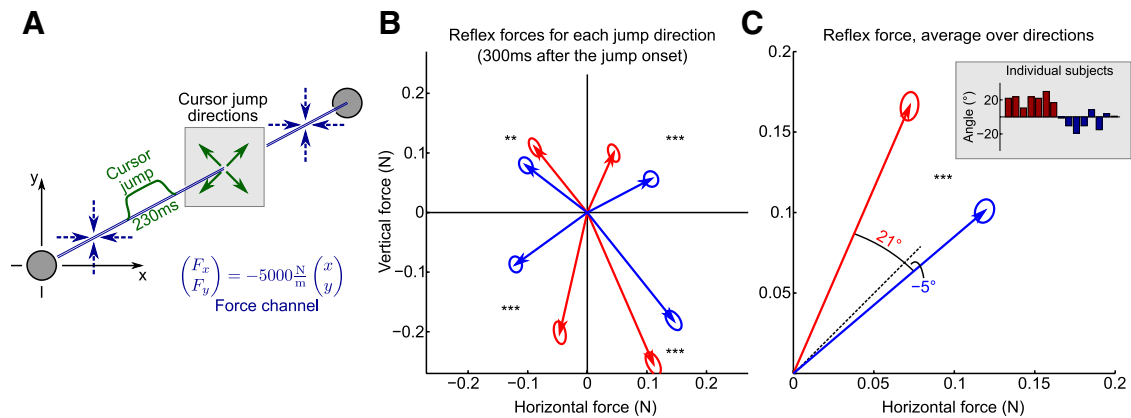 A
Cursor jump
directions
Cursor
jump
230ms
y
x
(Fx Fy) = −5000 N/m (x y)
Force channel
B
Reflex forces for each jump direction
(300ms after the jump onset)
Vertical force (N)
0.2
0.1
0
−0.1
−0.2
** ***
*** ***
−0.2 −0.1 0 0.1 0.2
Horizontal force (N)
C
Reflex force, average over directions
0.2
0.15
0.1
0.05
Individual subjects
Angle (°)
20
−20
***
21°
−5°
0 0.05 0.1 0.15 0.2
Horizontal force (N)